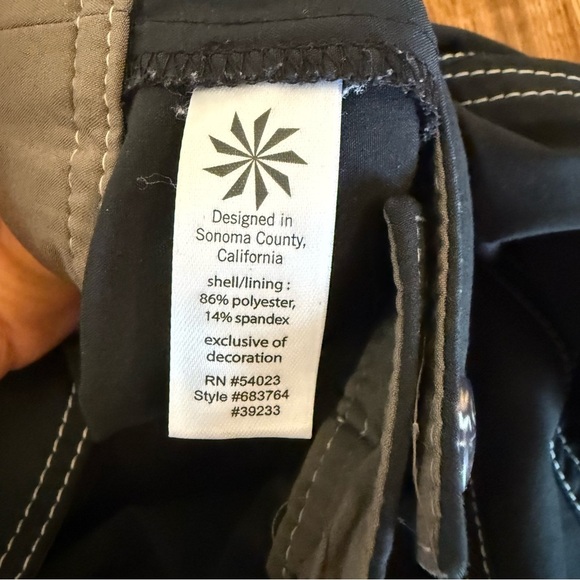 Designed in
Sonoma County,
California
shell/lining :
86% polyester,
14% spandex
exclusive of
decoration
RN #54023
Style #683764
#39233